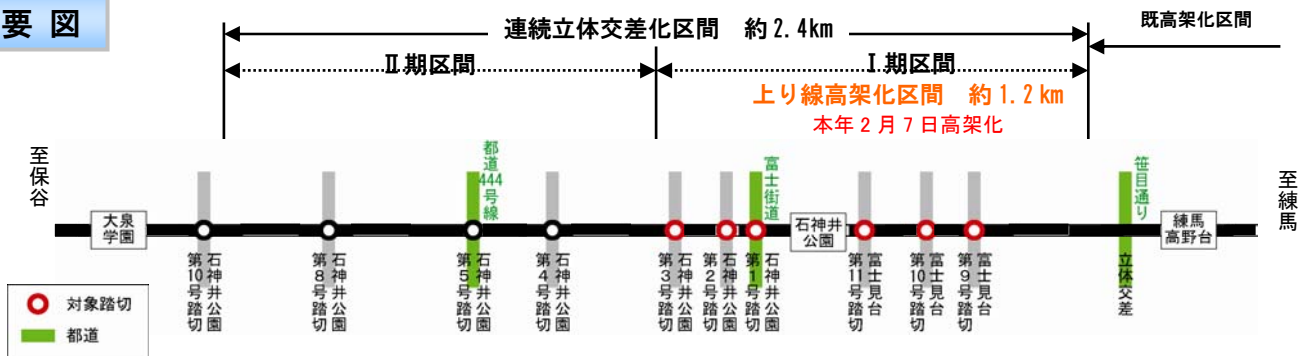 要 図
連続立体交差化区間 約2.4km
既高架化区間
Ⅱ期区間
Ⅰ期区間
上り線高架化区間 約1.2km
本年2月7日高架化
至保谷
大泉
学園
都道444号線
富士街道
石神井
公園
笹目通り
練馬
高野台
至練馬
石神井公園
第10号踏切
石神井公園
第8号踏切
石神井公園
第5号踏切
石神井公園
第4号踏切
石神井公園
第3号踏切
石神井公園
第2号踏切
石神井公園
第1号踏切
富士見台
第11号踏切
富士見台
第10号踏切
富士見台
第9号踏切
立体交差
対象踏切
都道